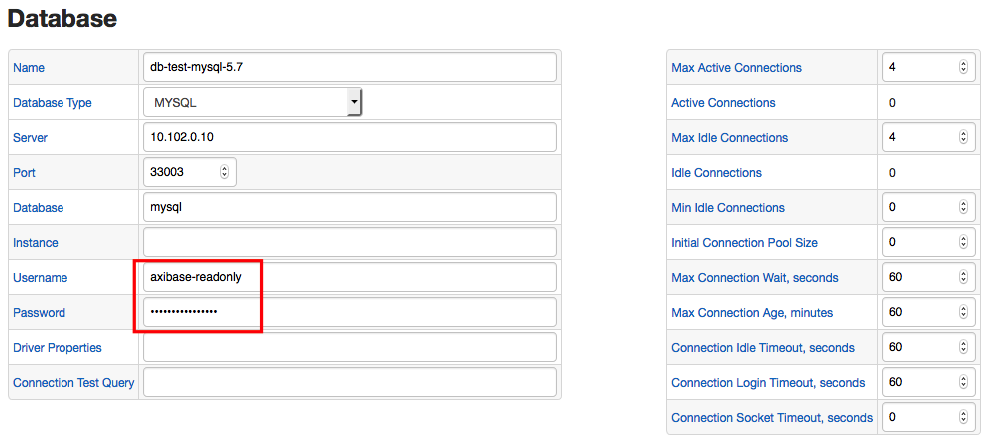 Database
Name db-test-mysql-5.7
Database Type MYSQL
Server 10.102.0.10
Port 33003
Database mysql
Instance
Username axibase-readonly
Password ••••••••••••••••
Driver Properties
Connection Test Query
Max Active Connections 4
Active Connections 0
Max Idle Connections 4
Idle Connections 0
Min Idle Connections 0
Initial Connection Pool Size 0
Max Connection Wait, seconds 60
Max Connection Age, minutes 60
Connection Idle Timeout, seconds 60
Connection Login Timeout, seconds 60
Connection Socket Timeout, seconds 0